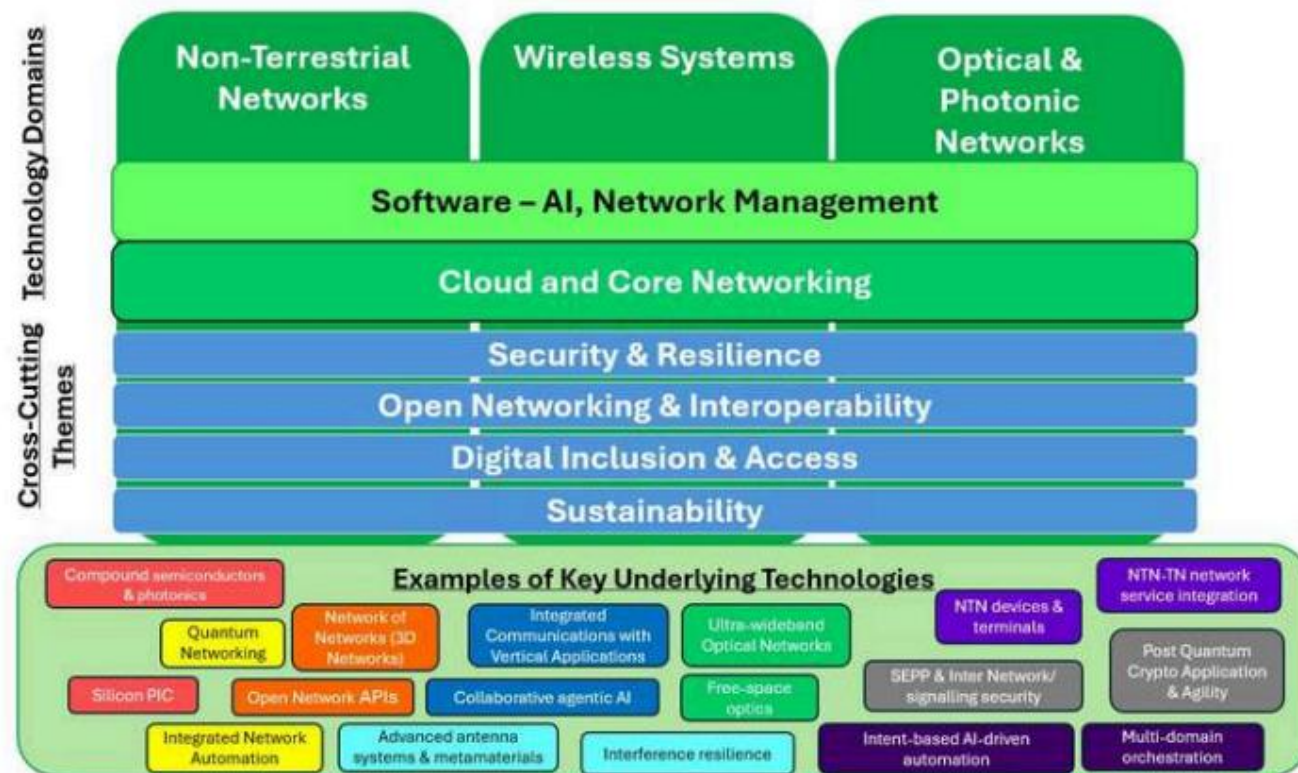 Technology Domains
Non-Terrestrial
Networks
Wireless Systems
Optical &
Photonic
Networks
Software – AI, Network Management
Cloud and Core Networking
Cross-Cutting
Themes
Security & Resilience
Open Networking & Interoperability
Digital Inclusion & Access
Sustainability
Examples of Key Underlying Technologies
Compound semiconductors
& photonics
NTN-TN network
service integration
Quantum
Networking
Network of
Networks (3D
Networks)
Integrated
Communications with
Vertical Applications
Ultra-wideband
Optical Networks
NTN devices &
terminals
Post Quantum
Crypto Application
& Agility
Silicon PIC
Open Network APIs
Collaborative agentic AI
Free-space
optics
SEPP & Inter Network/
signalling security
Integrated Network
Automation
Advanced antenna
systems & metamaterials
Interference resilience
Intent-based AI-driven
automation
Multi-domain
orchestration